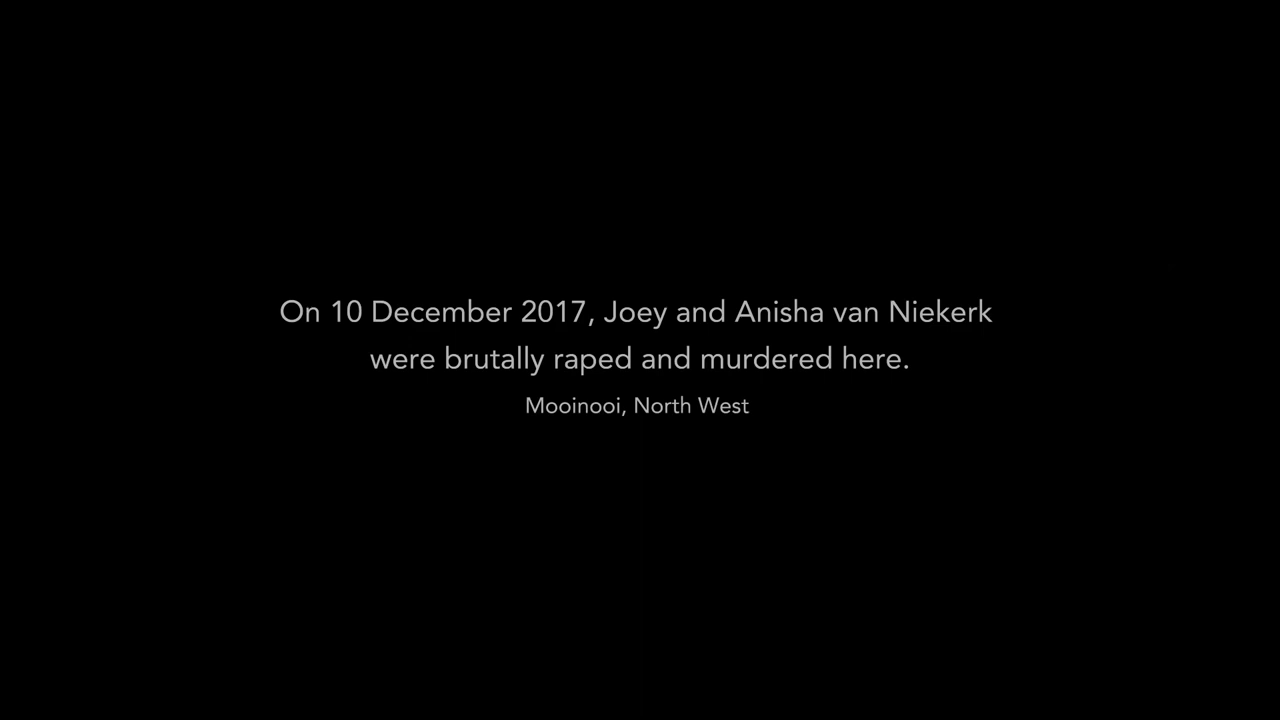 On 10 December 2017, Joey and Anisha van Niekerk
were brutally raped and murdered here.
Mooinooi, North West